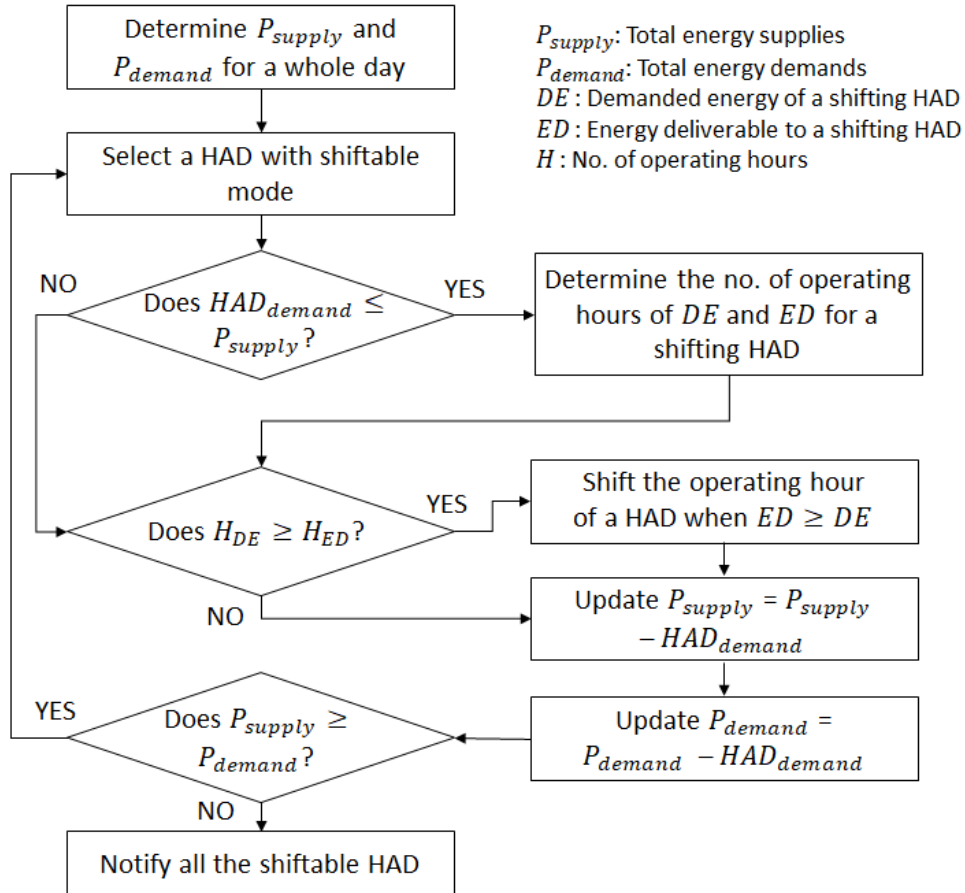 Determine P_supply and
P_demand for a whole day
P_supply: Total energy supplies
P_demand: Total energy demands
DE : Demanded energy of a shifting HAD
ED : Energy deliverable to a shifting HAD
H : No. of operating hours
Select a HAD with shiftable
mode
NO
Does HAD_demand ≤
P_supply?
YES
Determine the no. of operating
hours of DE and ED for a
shifting HAD
Does H_DE ≥ H_ED?
YES
NO
Shift the operating hour
of a HAD when ED ≥ DE
Update P_supply = P_supply
− HAD_demand
Update P_demand =
P_demand − HAD_demand
YES
Does P_supply ≥
P_demand?
NO
Notify all the shiftable HAD